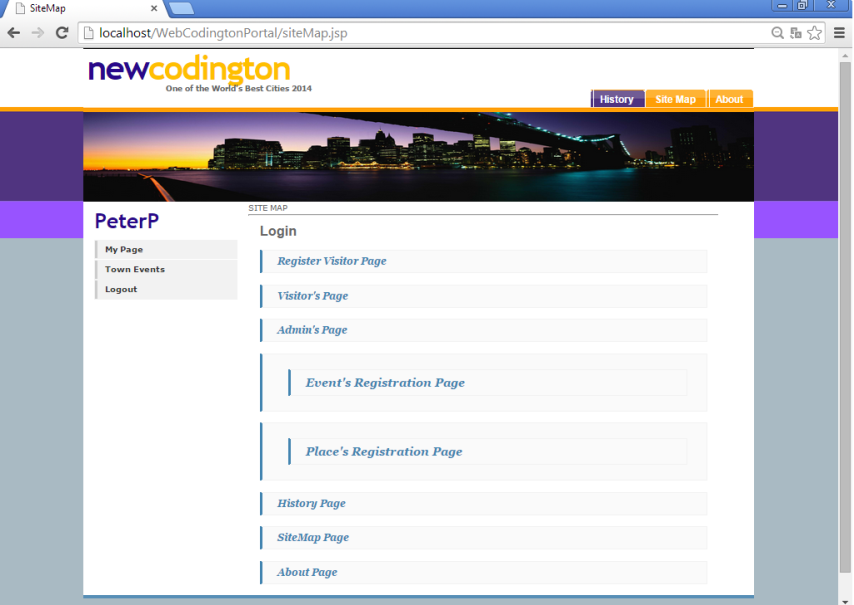 SiteMap
localhost/WebCodingtonPortal/siteMap.jsp
newcodington
One of the World's Best Cities 2014
History Site Map About
SITE MAP
PeterP
My Page
Town Events
Logout
Login
Register Visitor Page
Visitor's Page
Admin's Page
Event's Registration Page
Place's Registration Page
History Page
SiteMap Page
About Page